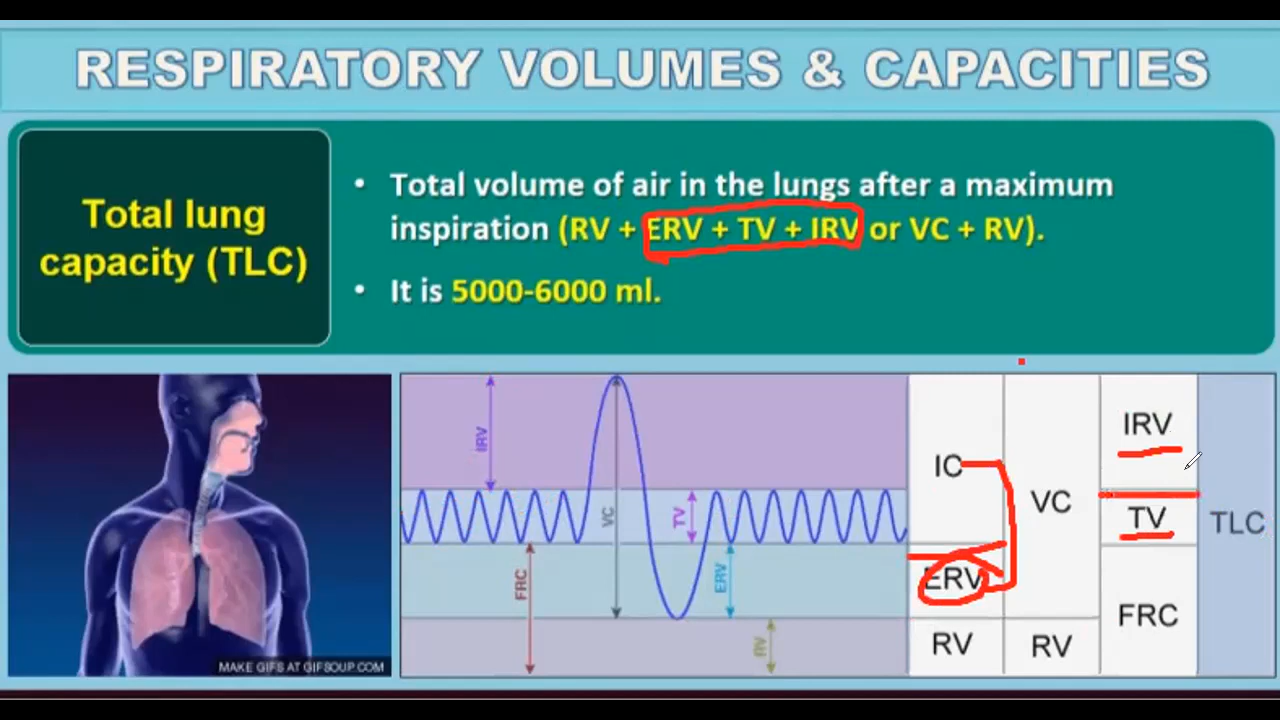 RESPIRATORY VOLUMES & CAPACITIES
Total lung
capacity (TLC)
• Total volume of air in the lungs after a maximum
inspiration (RV + ERV + TV + IRV or VC + RV).
• It is 5000-6000 ml.
MAKE GIFS AT GIFSOUP.COM
IRV
VC
TV
FRC
ERV
RV
IC
ERV
RV
VC
RV
IRV
TV
FRC
TLC